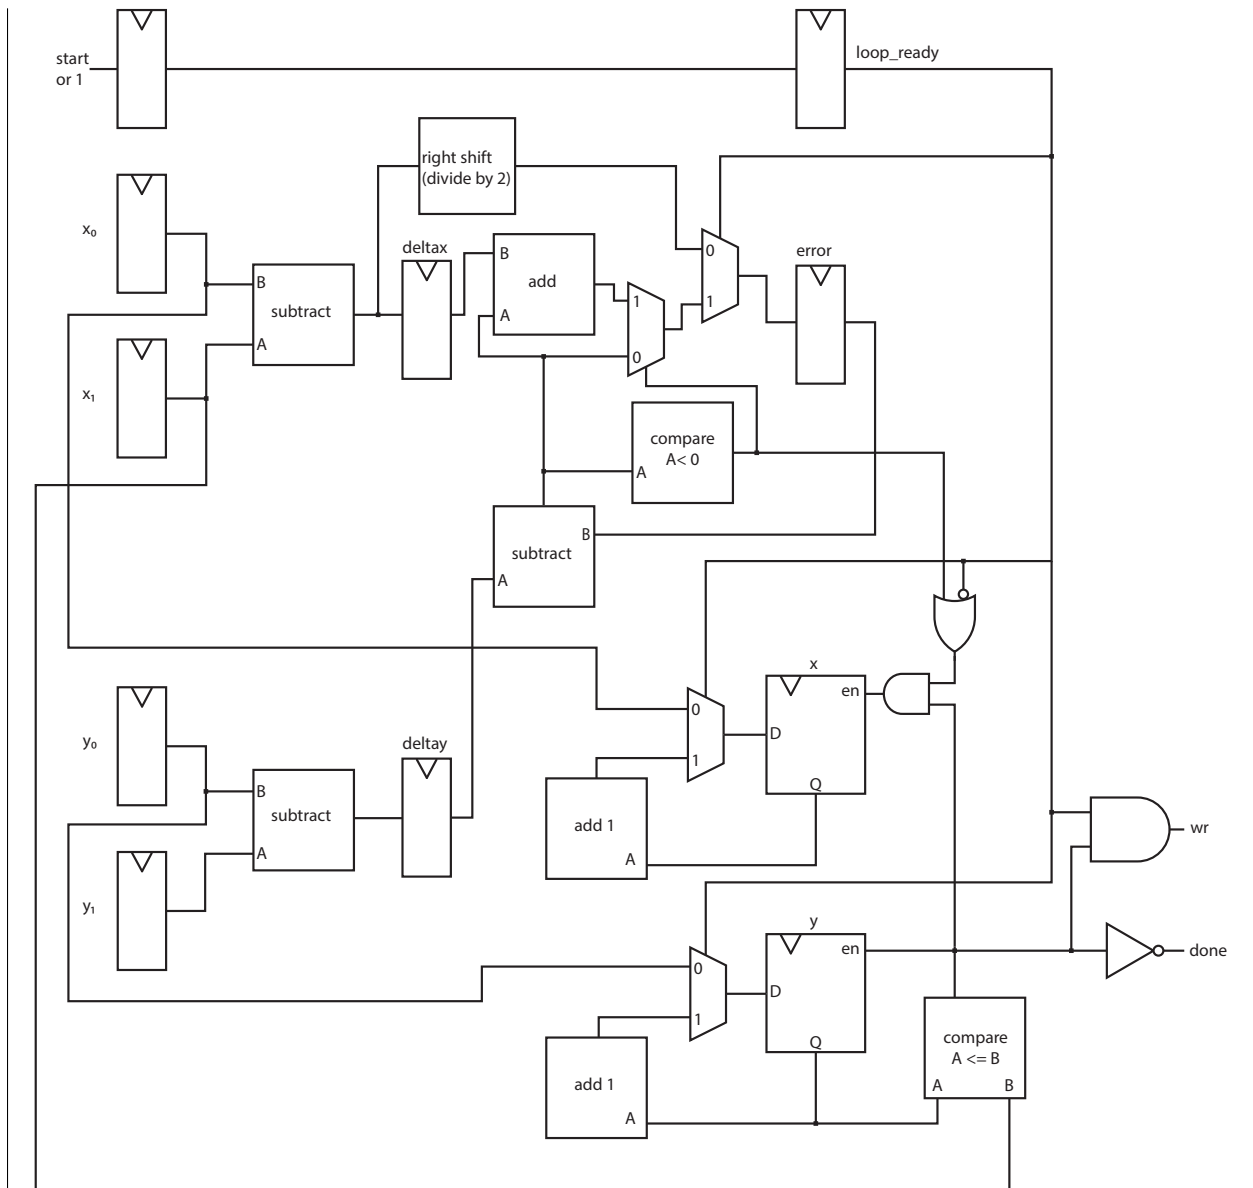 start
or 1
loop_ready
right shift
(divide by 2)
x₀
deltax
B
add
A
0
1
error
B
subtract
A
1
0
x₁
compare
A< 0
A
B
subtract
A
x
en
0
D
1
Q
add 1
A
y₀
deltay
B
subtract
A
y₁
wr
y
en
done
0
D
1
Q
add 1
A
compare
A <= B
A B